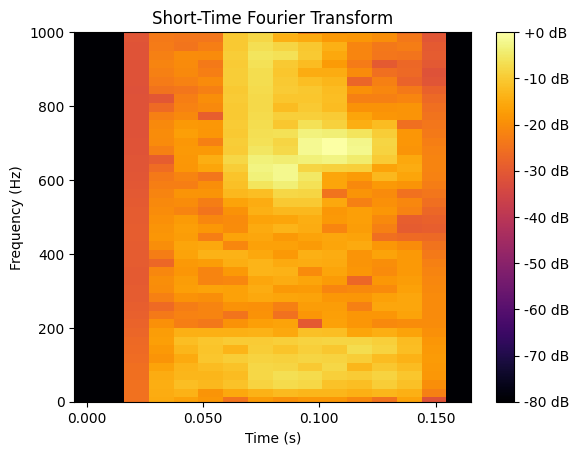 Short-Time Fourier Transform
1000
800
600
400
200
0
Frequency (Hz)
0.000
0.050
0.100
0.150
Time (s)
+0 dB
-10 dB
-20 dB
-30 dB
-40 dB
-50 dB
-60 dB
-70 dB
-80 dB